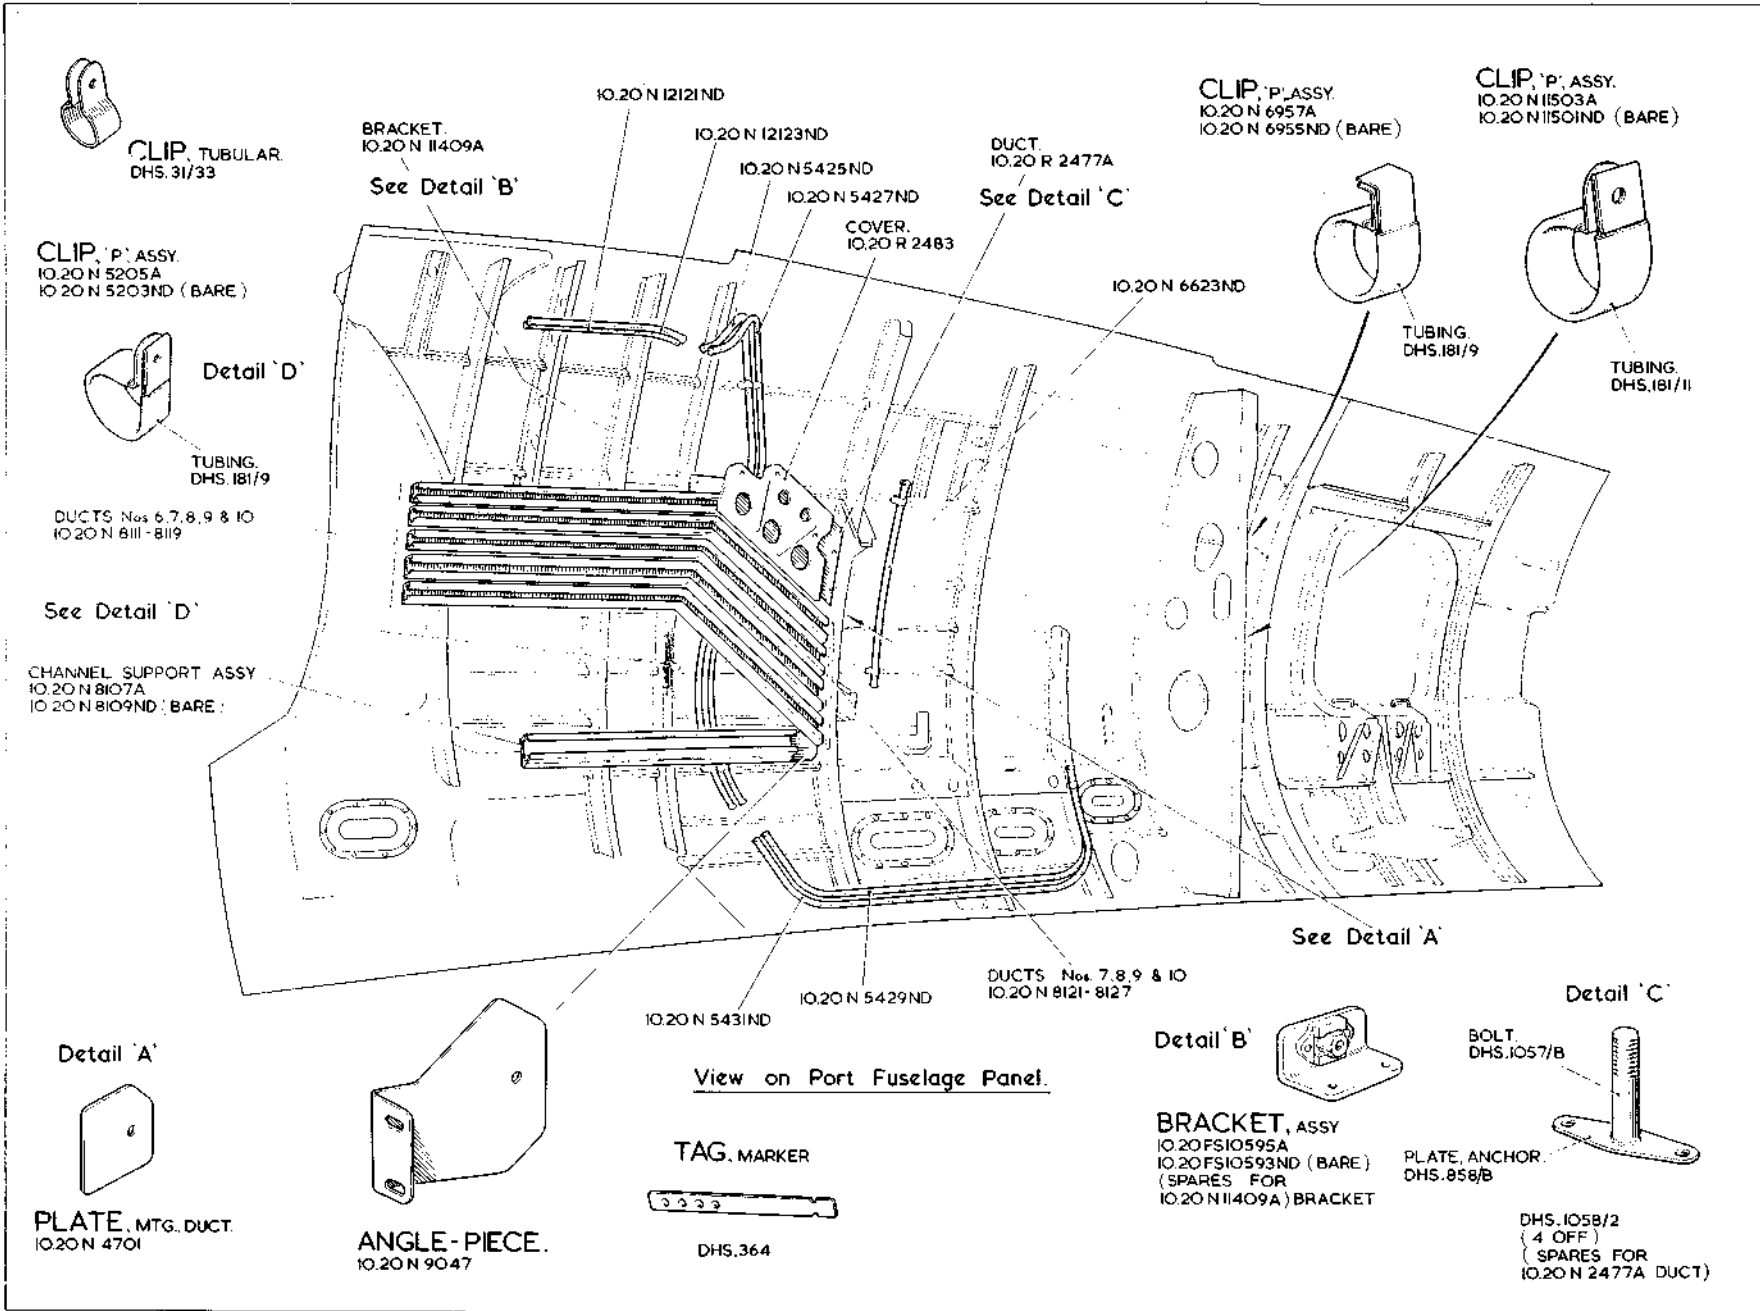 CLIP, TUBULAR.
DHS.31/33
BRACKET.
10.20 N 11409A
See Detail 'B'
10.20 N 12121ND
10.20 N 12123ND
10.20 N 5425ND
10.20 N 5427ND
COVER.
10.20 R 2483
DUCT.
10.20 R 2477A
See Detail 'C'
10.20 N 6623ND
CLIP, 'P', ASSY.
10.20 N 6957A
10.20 N 6955ND (BARE)
TUBING.
DHS.181/9
CLIP, 'P', ASSY.
10.20 N 11503A
10.20 N 11501ND (BARE)
TUBING.
DHS.181/11
CLIP, 'P', ASSY.
10.20 N 5205A
10.20 N 5203ND (BARE)
Detail 'D'
TUBING.
DHS.181/9
DUCTS Nos 6,7,8,9 & 10
10.20 N 8111-8119
See Detail 'D'
CHANNEL SUPPORT ASSY
10.20 N 8107A
10.20 N 8109ND (BARE)
See Detail 'A'
DUCTS Nos. 7,8,9 & 10
10.20 N 8121-8127
10.20 N 5429ND
10.20 N 5431ND
View on Port Fuselage Panel.
Detail 'A'
PLATE, MTG. DUCT.
10.20 N 4701
ANGLE-PIECE.
10.20 N 9047
TAG, MARKER
DHS.364
Detail 'B'
BRACKET, ASSY
10.20 FS10595A
10.20 FS10593ND (BARE)
(SPARES FOR
10.20 N 11409A) BRACKET
Detail 'C'
BOLT.
DHS.1057/B
PLATE, ANCHOR.
DHS.858/B
DHS.1058/2
(4 OFF)
( SPARES FOR
10.20 N 2477A DUCT)